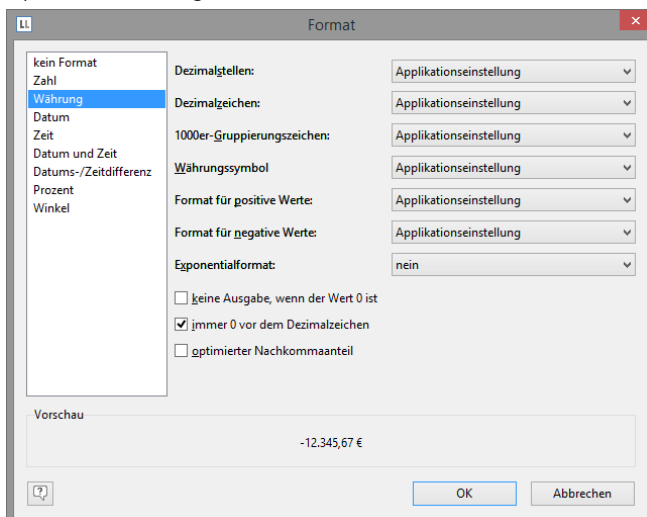 LL
Format
kein Format
Zahl
Währung
Datum
Zeit
Datum und Zeit
Datums-/Zeitdifferenz
Prozent
Winkel
Dezimalstellen: Applikationseinstellung
Dezimalzeichen: Applikationseinstellung
1000er-Gruppierungszeichen: Applikationseinstellung
Währungssymbol Applikationseinstellung
Format für positive Werte: Applikationseinstellung
Format für negative Werte: Applikationseinstellung
Exponentialformat: nein
keine Ausgabe, wenn der Wert 0 ist
immer 0 vor dem Dezimalzeichen
optimierter Nachkommaanteil
Vorschau
-12.345,67 €
OK Abbrechen